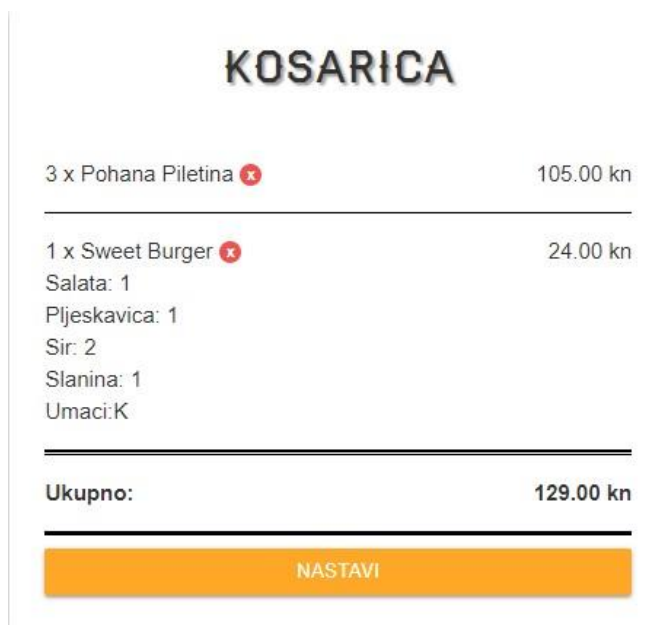 KOSARICA
3 x Pohana Piletina x 105.00 kn
1 x Sweet Burger x 24.00 kn
Salata: 1
Pljeskavica: 1
Sir: 2
Slanina: 1
Umaci:K
Ukupno: 129.00 kn
NASTAVI